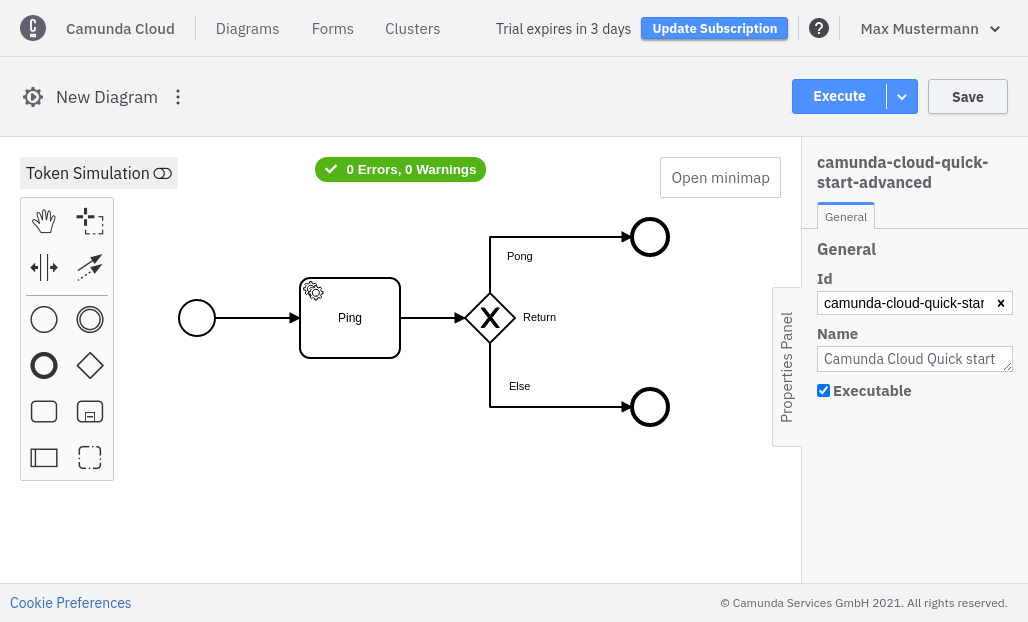 Camunda Cloud
Diagrams
Forms
Clusters
Trial expires in 3 days
Update Subscription
?
Max Mustermann
New Diagram
Execute
Save
Token Simulation
0 Errors, 0 Warnings
Open minimap
Ping
Pong
Return
Else
Properties Panel
camunda-cloud-quick-
start-advanced
General
General
Id
camunda-cloud-quick-star
Name
Camunda Cloud Quick start
Executable
Cookie Preferences
© Camunda Services GmbH 2021. All rights reserved.